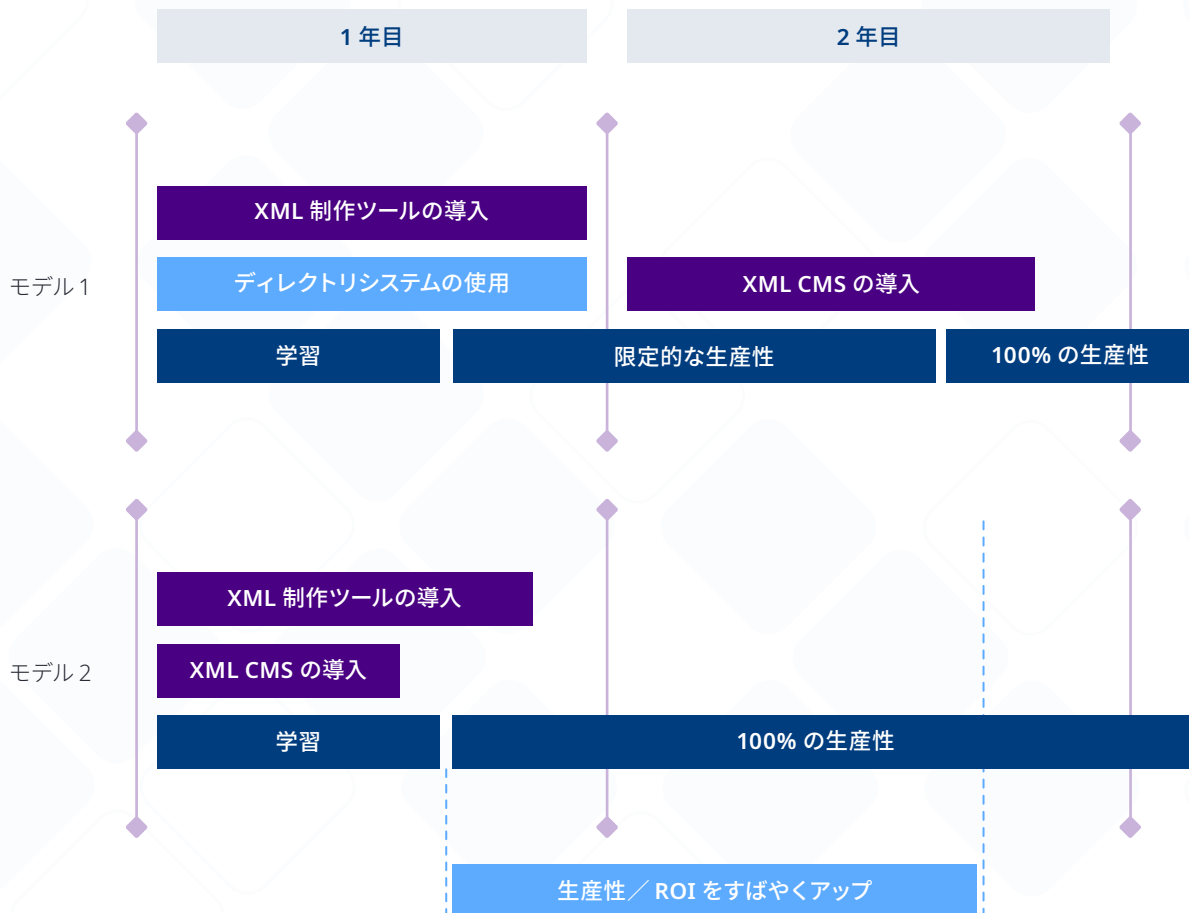 1 年目
2 年目
モデル 1
XML 制作ツールの導入
ディレクトリシステムの使用
XML CMS の導入
学習
限定的な生産性
100% の生産性
モデル 2
XML 制作ツールの導入
XML CMS の導入
学習
100% の生産性
生産性／ ROI をすばやくアップ